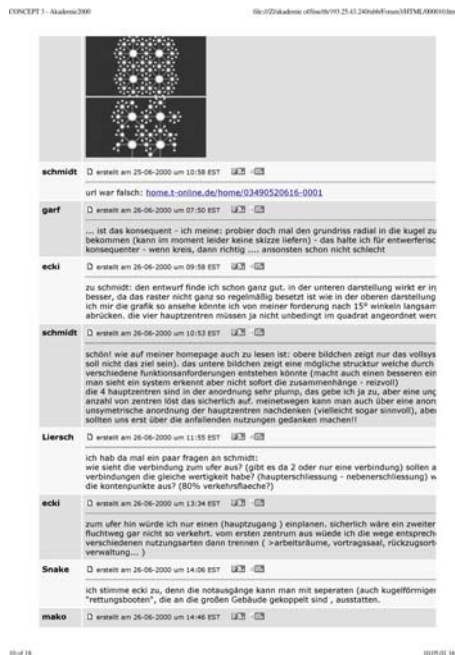 CONCEPT 3 - Akademie2000
schmidt erstellt am 25-06-2000 um 10:58 EST
url war falsch: home.t-online.de/home/03490520616-0001
garf erstellt am 26-06-2000 um 07:50 EST
... ist das konsequent - ich meine: probier doch mal den grundriss radial in die kugel zu
bekommen (kann im moment leider keine skizze liefern) - das halte ich für entwerferisc
konsequenter - wenn kreis, dann richtig .... ansonsten schon nicht schlecht
ecki erstellt am 26-06-2000 um 09:58 EST
zu schmidt: den entwurf finde ich schon ganz gut. in der unteren darstellung wirkt er irg
besser, da das raster nicht ganz so regelmäßig besetzt ist wie in der oberen darstellung
ich mir die grafik so ansehe könnte ich von meiner forderung nach 15° winkeln langsam
abrücken. die vier hauptzentren müssen ja nicht unbedingt im quadrat angeordnet werd
schmidt erstellt am 26-06-2000 um 10:53 EST
schön! wie auf meiner homepage auch zu lesen ist: obere bildchen zeigt nur das vollsys
soll nicht das ziel sein). das untere bildchen zeigt eine mögliche struktur welche durch
verschiedene funktionsanforderungen entstehen könnte (macht auch einen besseren ein
man sieht ein system erkennt aber nicht sofort die zusammenhänge - reizvoll)
die 4 hauptzentren sind in der anordnung sehr plump, das gebe ich ja zu, aber eine ung
anzahl von zentren löst das sicherlich auf. meinetwegen kann man auch über eine anor
unsymetrische anordnung der hauptzentren nachdenken (vielleicht sogar sinnvoll), abe
sollten uns erst über die anfallenden nutzungen gedanken machen!!
Liersch erstellt am 26-06-2000 um 11:55 EST
ich hab da mal ein paar fragen an schmidt:
wie sieht die verbindung zum ufer aus? (gibt es da 2 oder nur eine verbindung) sollen a
verbindungen die gleiche wertigkeit habe? (haupterschliessung - nebenerschliessung) w
die kontenpunkte aus? (80% verkehrsflaeche?)
ecki erstellt am 26-06-2000 um 13:34 EST
zum ufer hin würde ich nur einen (hauptzugang ) einplanen. sicherlich wäre ein zweiter
fluchtweg gar nicht so verkehrt. vom ersten zentrum aus wüede ich die wege entsprech
verschiedenen nutzungsarten dann trennen ( >arbeitsräume, vortragssaal, rückzugsort
verwaltung... )
Snake erstellt am 26-06-2000 um 14:06 EST
ich stimme ecki zu, denn die notausgänge kann man mit seperaten (auch kugelförmiger
"rettungsbooten", die an die großen Gebäude gekoppelt sind , ausstatten.
mako erstellt am 26-06-2000 um 14:46 EST